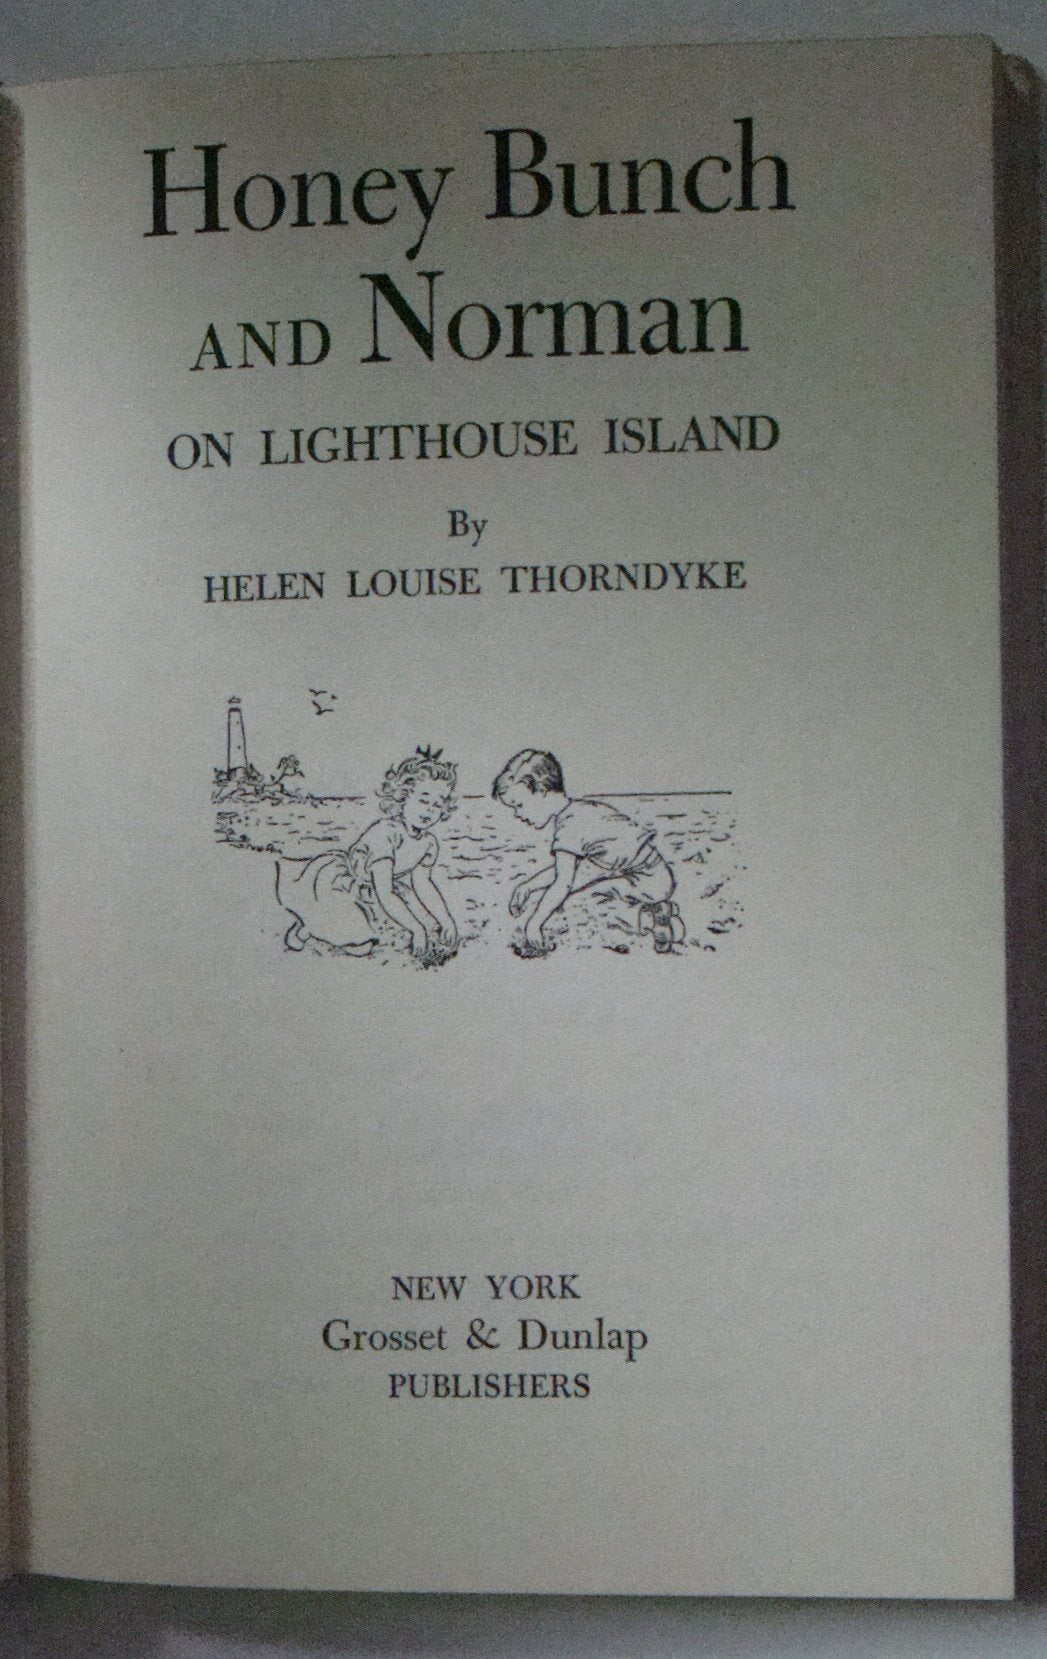 Honey Bunch
AND Norman
ON LIGHTHOUSE ISLAND
By
HELEN LOUISE THORNDYKE
NEW YORK
Grosset & Dunlap
PUBLISHERS